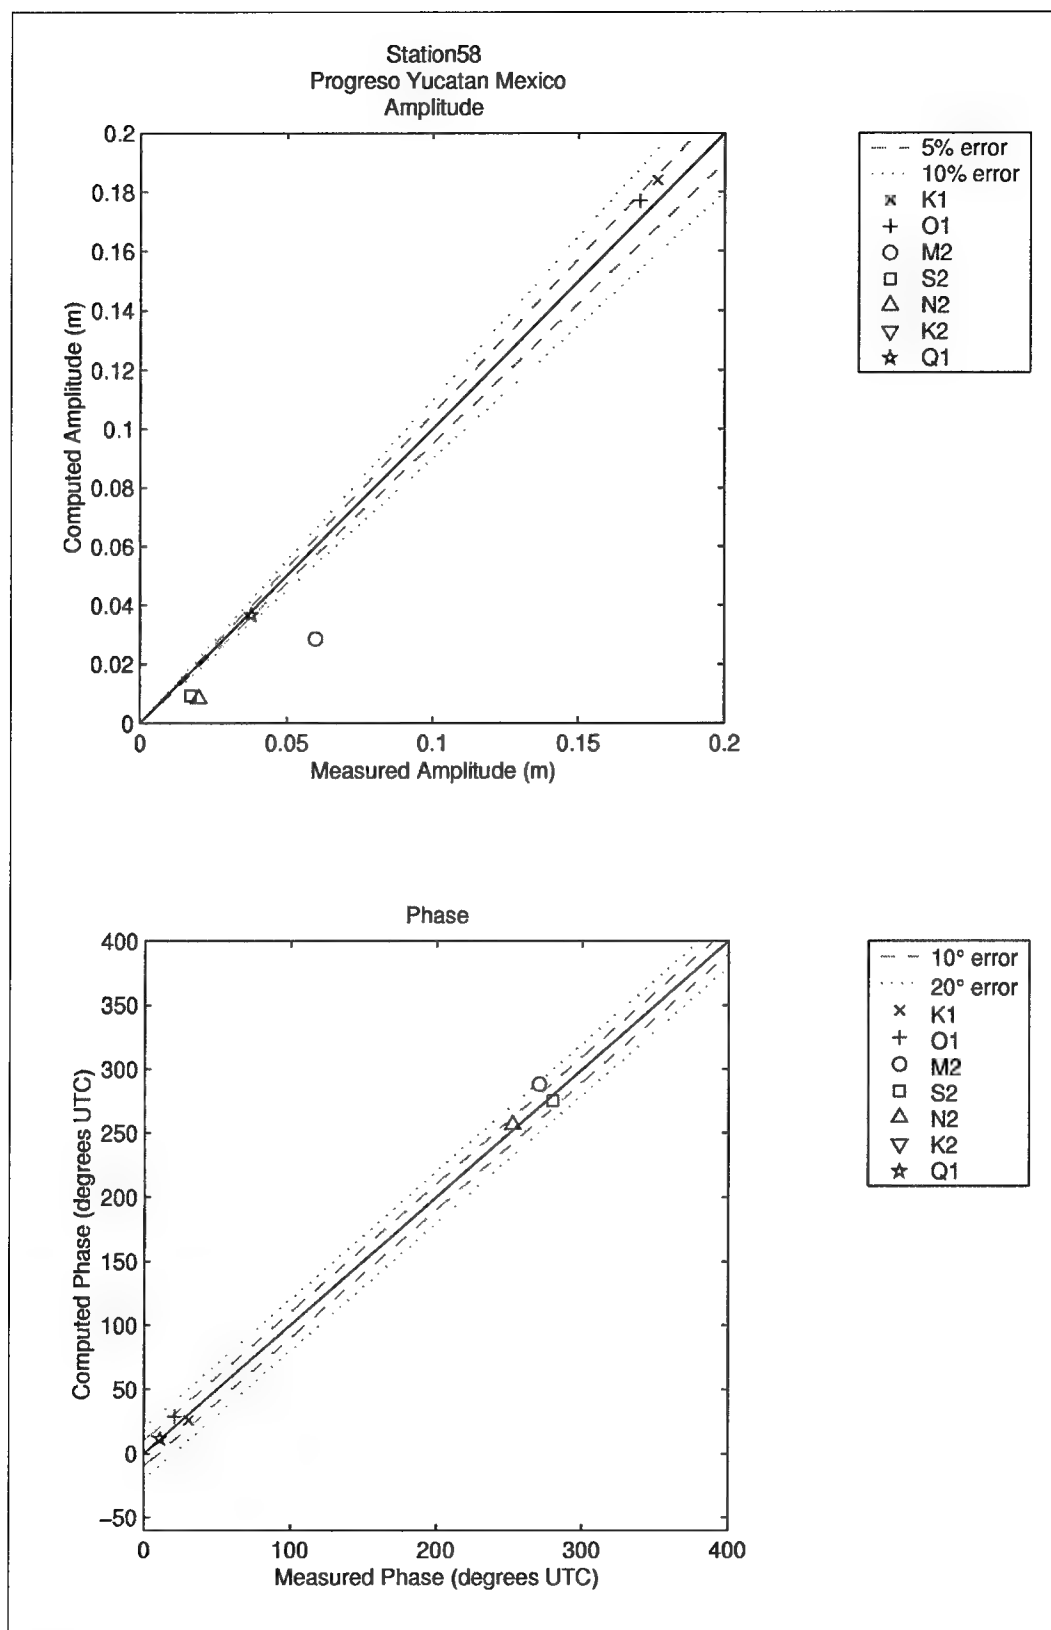 Station58
Progreso Yucatan Mexico
Amplitude
0.2
0.18
0.16
0.14
0.12
0.1
0.08
0.06
0.04
0.02
0
Computed Amplitude (m)
0 0.05 0.1 0.15 0.2
Measured Amplitude (m)
5% error
10% error
K1
O1
M2
S2
N2
K2
Q1
Phase
400
350
300
250
200
150
100
50
0
−50
Computed Phase (degrees UTC)
0 100 200 300 400
Measured Phase (degrees UTC)
10° error
20° error
K1
O1
M2
S2
N2
K2
Q1